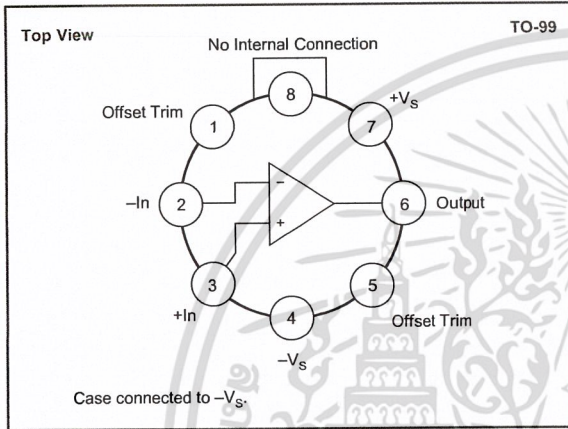 Top View
TO-99
No Internal Connection
8
Offset Trim
1
+VS
7
–In
2
–
+
6
Output
3
+In
5
Offset Trim
4
–VS
Case connected to –VS.